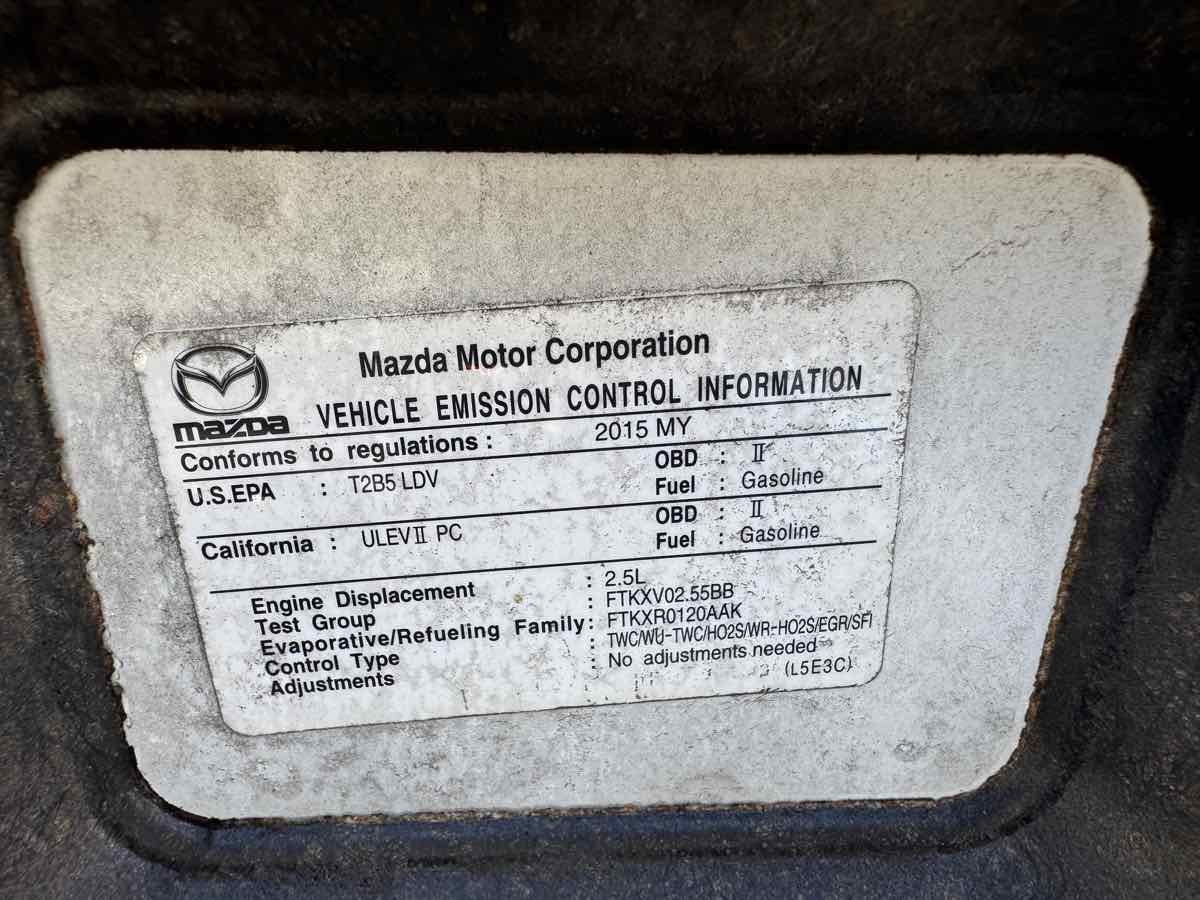 Mazda Motor Corporation
mazda VEHICLE EMISSION CONTROL INFORMATION
Conforms to regulations : 2015 MY
U.S.EPA : T2B5 LDV OBD : II
Fuel : Gasoline
California : ULEVII PC OBD : II
Fuel : Gasoline
Engine Displacement : 2.5L
Test Group : FTKXV02.55BB
Evaporative/Refueling Family : FTKXR0120AAK
Control Type : TWC/WU-TWC/HO2S/WR-HO2S/EGR/SFI
Adjustments : No adjustments needed
(L5E3C)